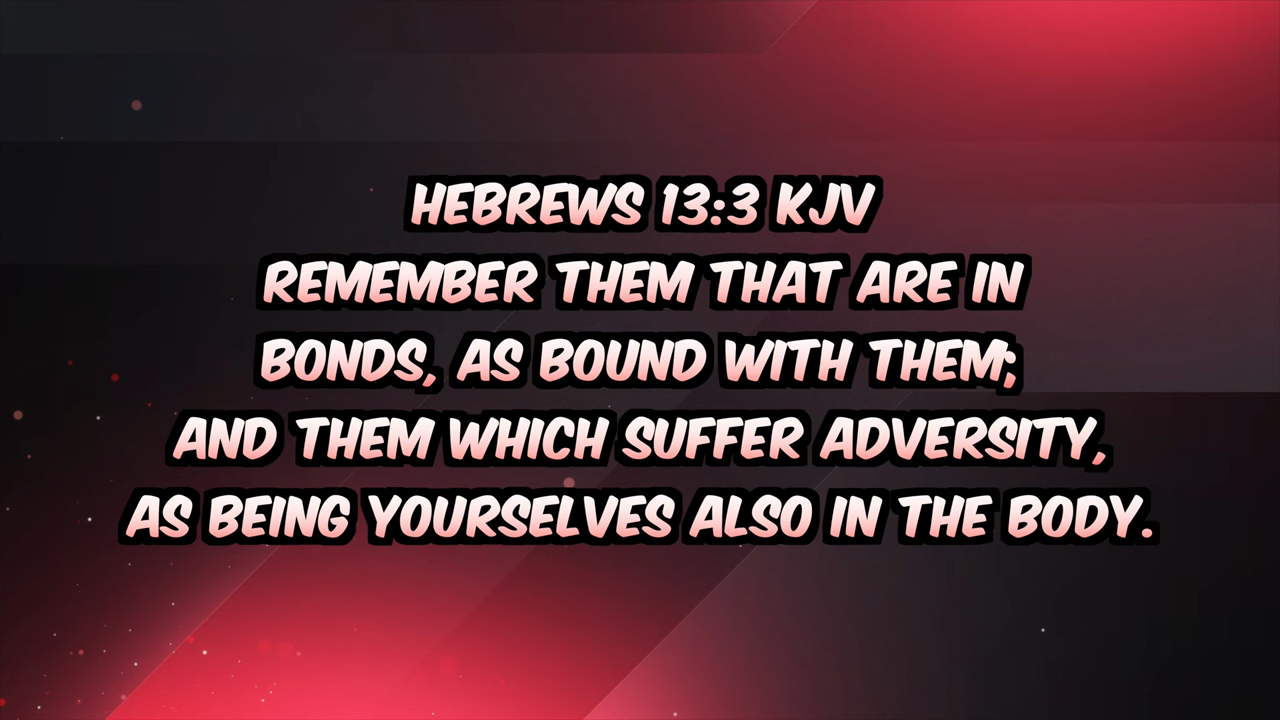 HEBREWS 13:3 KJV
REMEMBER THEM THAT ARE IN
BONDS, AS BOUND WITH THEM;
AND THEM WHICH SUFFER ADVERSITY,
AS BEING YOURSELVES ALSO IN THE BODY.